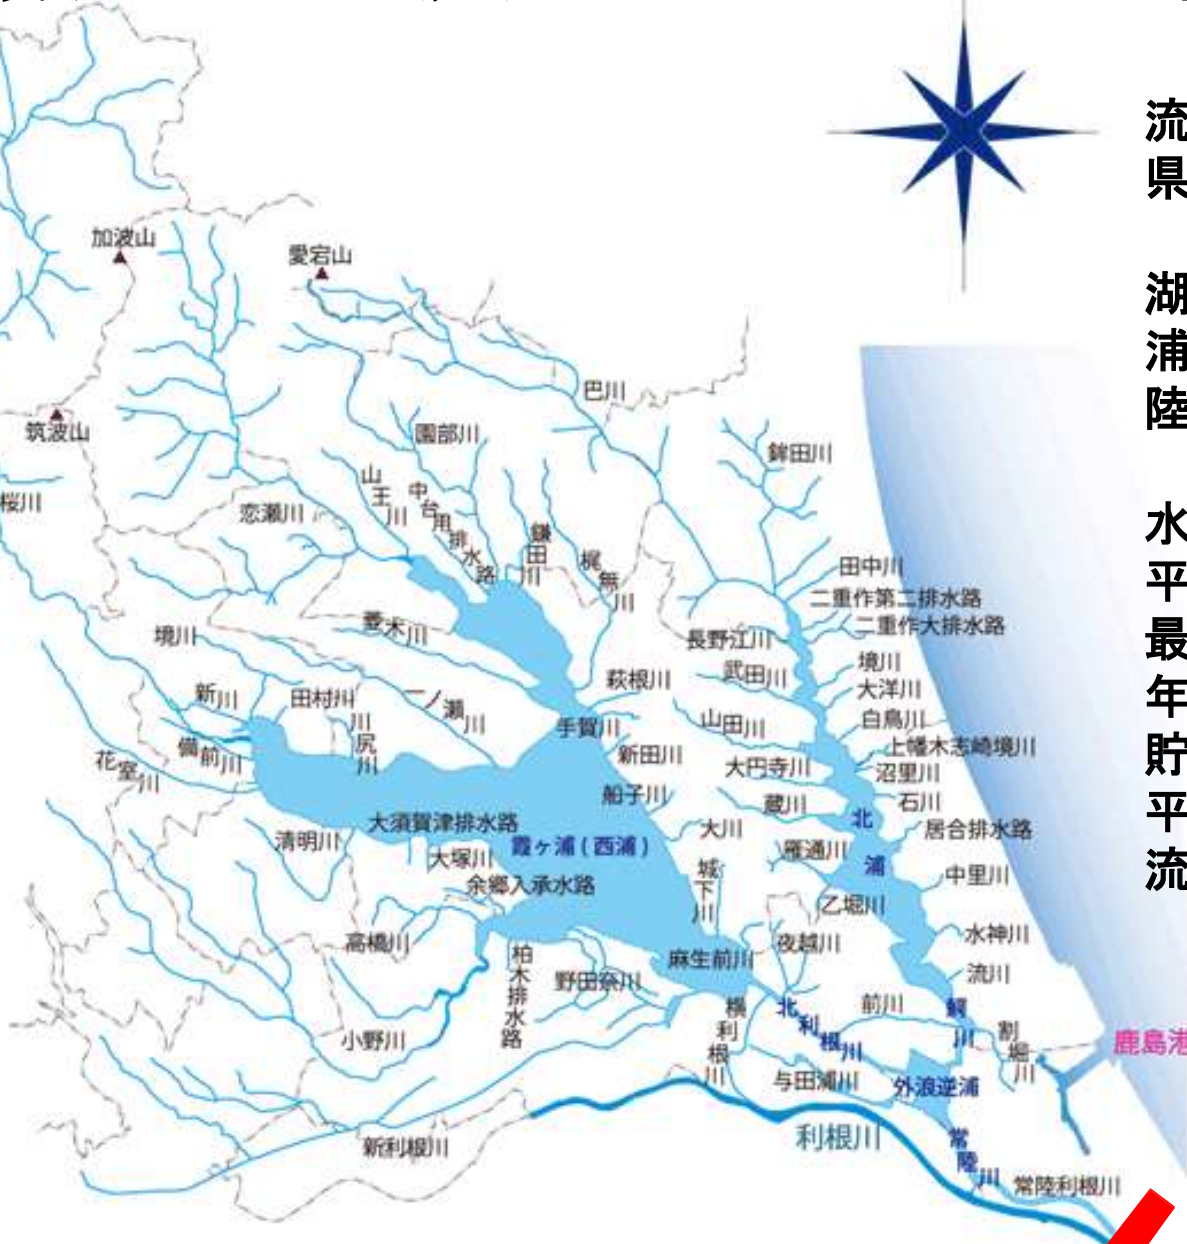 流
県
湖
浦
陸
水
平
最
年
貯
平
流
加波山
愛宕山
筑波山
桜川
巴川
園部川
鉾田川
山王川
中台用排水路
恋瀬川
鎌田川
梶無川
田中川
二重作第二排水路
二重作大排水路
長野江川
境川
菱木川
武田川
境川
大洋川
萩根川
新川
田村川
一ノ瀬川
白鳥川
山田川
川尻川
手賀川
上幡木志崎境川
備前川
新田川
花室川
大円寺川
沼里川
船子川
蔵川
石川
北浦
大須賀津排水路
大川
居合排水路
清明川
霞ヶ浦(西浦)
雁通川
大塚川
城下川
中里川
余郷入承水路
乙堀川
高橋川
夜越川
水神川
柏木排水路
麻生前川
野田奈川
流川
横利根川
北利根川
前川
鰐川
割堀川
小野川
鹿島港
与田浦川
外浪逆浦
新利根川
利根川
常陸川
常陸利根川